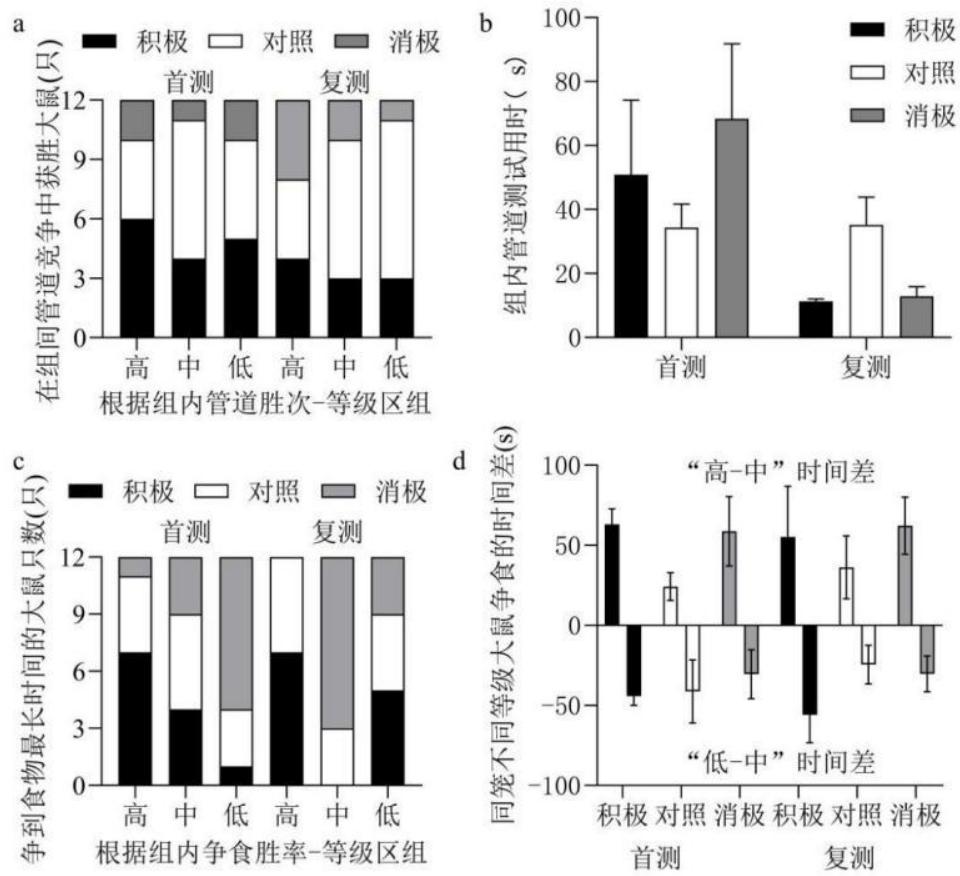 a
积极 对照 消极
首测 复测
在组间管道竞争中获胜大鼠(只)
12
9
6
3
0
高 中 低 高 中 低
根据组内管道胜次-等级区组
b
积极
对照
消极
组内管道测试用时( s)
100
80
60
40
20
0
首测 复测
c
积极 对照 消极
首测 复测
争到食物最长时间的大鼠只数(只)
12
9
6
3
0
高 中 低 高 中 低
根据组内争食胜率-等级区组
d
同笼不同等级大鼠争食的时间差(s)
“高-中”时间差
100
50
0
-50
-100
“低-中”时间差
积极 对照 消极 积极 对照 消极
首测 复测